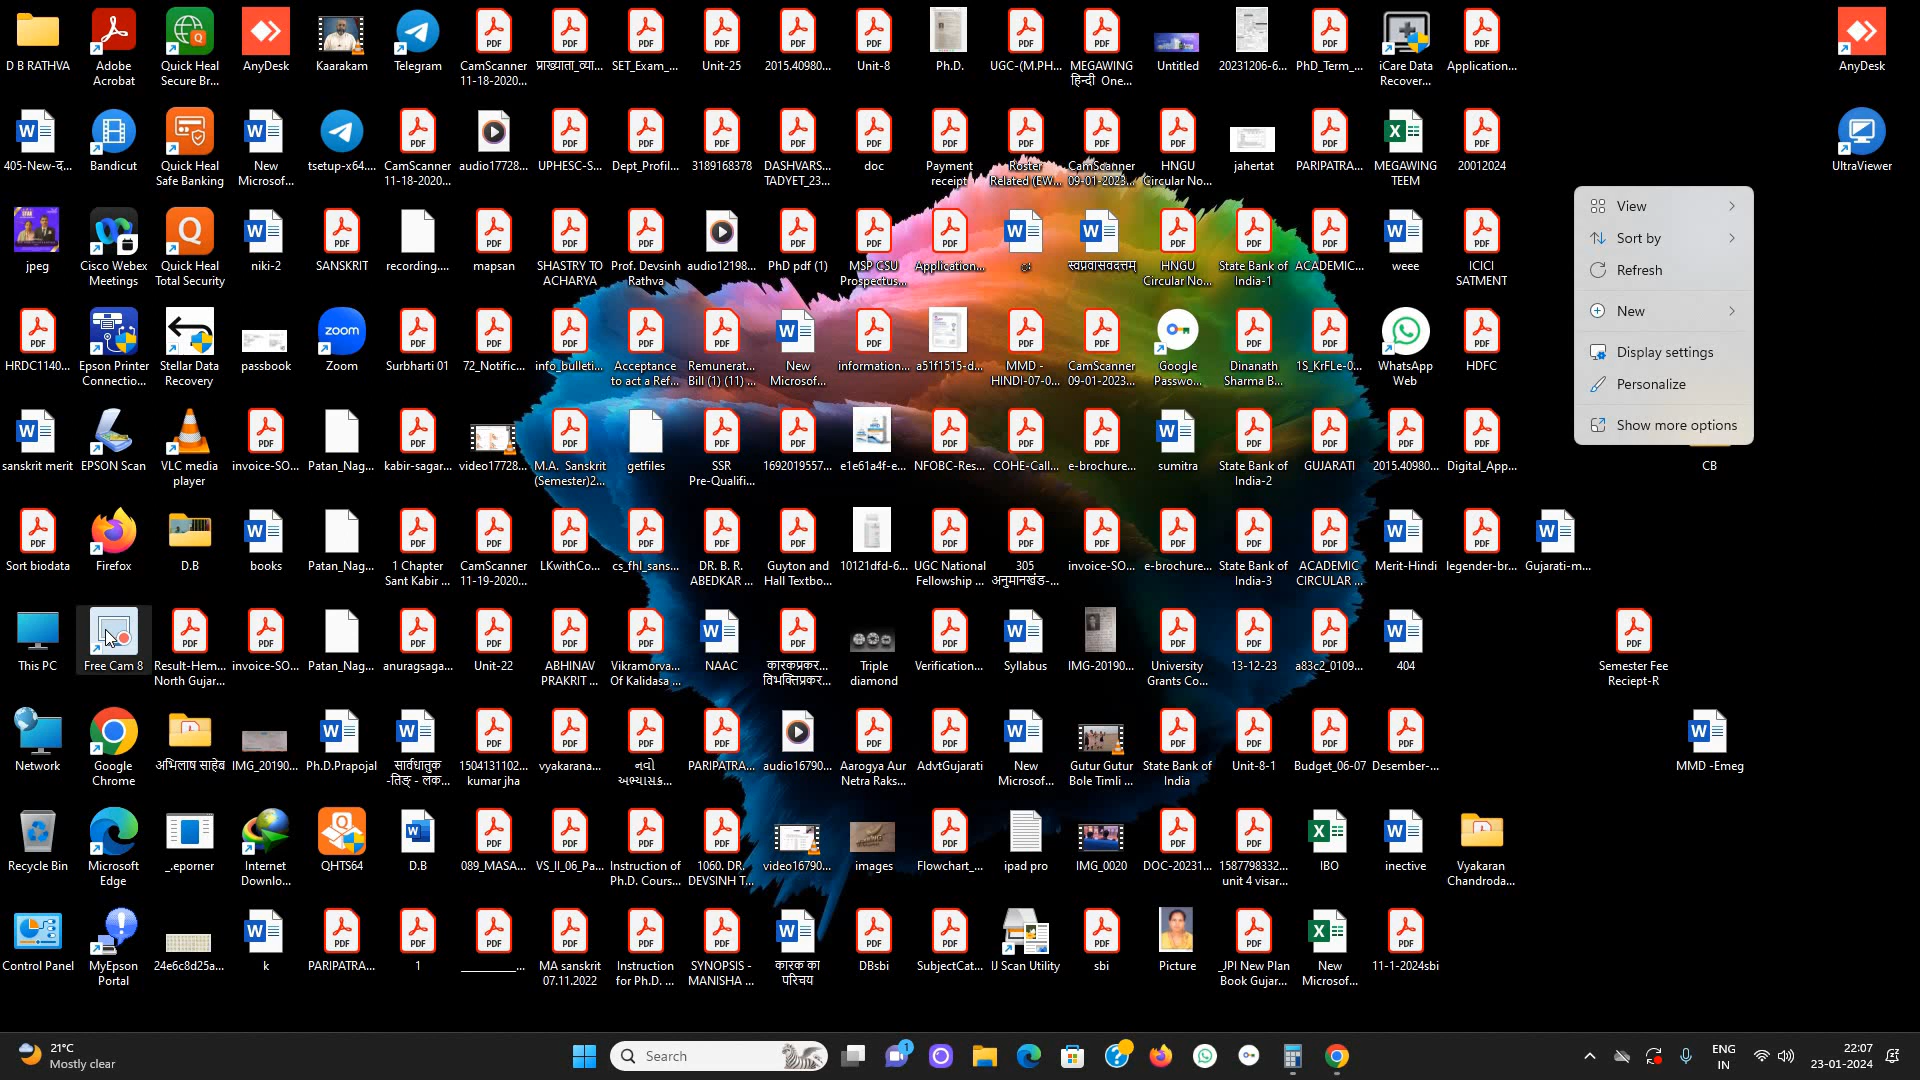 D B RATHVA
Adobe Acrobat
Quick Heal Secure Br...
AnyDesk
Kaarakam
Telegram
CamScanner 11-18-2020...
प्राख्याता_व्या...
SET_Exam_...
Unit-25
2015.40980...
Unit-8
Ph.D.
UGC-(M.PH...
MEGAWING हिन्दी One...
Untitled
20231206-6...
PhD_Term_...
iCare Data Recover...
Application...
AnyDesk
405-New-द...
Bandicut
Quick Heal Safe Banking
New Microsof...
tsetup-x64....
CamScanner 11-18-2020...
audio17728...
UPHESC-S...
Dept_Profil...
3189168378
DASHVARS... TADYET_23...
doc
Payment receipt
Roster Related (EW...
CamScanner 09-01-2023...
HNGU Circular No...
jahertat
PARIPATRA...
MEGAWING TEEM
20012024
UltraViewer
jpeg
Cisco Webex Meetings
Quick Heal Total Security
niki-2
SANSKRIT
recording....
mapsan
SHASTRY TO ACHARYA
Prof. Devsinh Rathva
audio12198...
PhD pdf (1)
MSP CSU Prospectus...
Application...
स्वप्नवासवदत्तम्
HNGU Circular No...
State Bank of India-1
ACADEMIC...
weee
ICICI SATMENT
View
Sort by
Refresh
New
Display settings
Personalize
Show more options
HRDC1140...
Epson Printer Connectio...
Stellar Data Recovery
passbook
Zoom
Surbharti 01
72_Notific...
info_bulleti...
Acceptance to act a Ref...
Remunerat... Bill (1) (11) ...
New Microsof...
information...
a51f1515-d...
MMD - HINDI-07-0...
CamScanner 09-01-2023...
Google Passwo...
Dinanath Sharma B...
1S_KrFLe-0...
WhatsApp Web
HDFC
sanskrit merit
EPSON Scan
VLC media player
invoice-SO...
Patan_Nag...
kabir-sagar...
video17728...
M.A. Sanskrit (Semester)2...
getfiles
SSR Pre-Qualifi...
1692019557...
e1e61a4f-e...
NFOBC-Res...
COHE-Call...
e-brochure...
sumitra
State Bank of India-2
GUJARATI
2015.40980...
Digital_App...
CB
Sort biodata
Firefox
D.B
books
Patan_Nag...
1 Chapter Sant Kabir ...
CamScanner 11-19-2020...
LKwithCo...
cs_fhl_sans...
DR. B. R. ABEDKAR ...
Guyton and Hall Textbo...
10121dfd-6...
UGC National Fellowship ...
305 अनुमानखंड-...
invoice-SO...
e-brochure...
State Bank of India-3
ACADEMIC CIRCULAR ...
Merit-Hindi
legender-br...
Gujarati-m...
This PC
Free Cam 8
Result-Hem... North Gujar...
invoice-SO...
Patan_Nag...
anuragsaga...
Unit-22
ABHINAV PRAKRIT ...
Vikramorva... Of Kalidasa ...
NAAC
कारकप्रकर... विभक्तिप्रकर...
Triple diamond
Verification...
Syllabus
IMG-20190...
University Grants Co...
13-12-23
a83c2_0109...
404
Semester Fee Reciept-R
Network
Google Chrome
अभिलाष साहेब
IMG_20190...
Ph.D.Prapojal
सार्वधातुक -तिङ् - लक...
1504131102... kumar jha
vyakarana...
નવો અભ્યાસક...
PARIPATRA...
audio16790...
Aarogya Aur Netra Raks...
AdvtGujarati
New Microsof...
Gutur Gutur Bole Timli ...
State Bank of India
Unit-8-1
Budget_06-07
Desember-...
MMD -Emeg
Recycle Bin
Microsoft Edge
_.eporner
Internet Downlo...
QHTS64
D.B
089_MASA...
VS_II_06_Pa...
Instruction of Ph.D. Cours...
1060. DR. DEVSINH T...
video16790...
images
Flowchart_...
ipad pro
IMG_0020
DOC-20231...
1587798332... unit 4 visar...
IBO
inective
Vyakaran Chandroda...
Control Panel
MyEpson Portal
24e6c8d25a...
k
PARIPATRA...
1
__________...
MA sanskrit 07.11.2022
Instruction for Ph.D. ...
SYNOPSIS - MANISHA ...
कारक का परिचय
DBsbi
SubjectCat...
IJ Scan Utility
sbi
Picture
_JPI New Plan Book Gujar...
New Microsof...
11-1-2024sbi
21°C
Mostly clear
Search
1
ENG
IN
22:07
23-01-2024